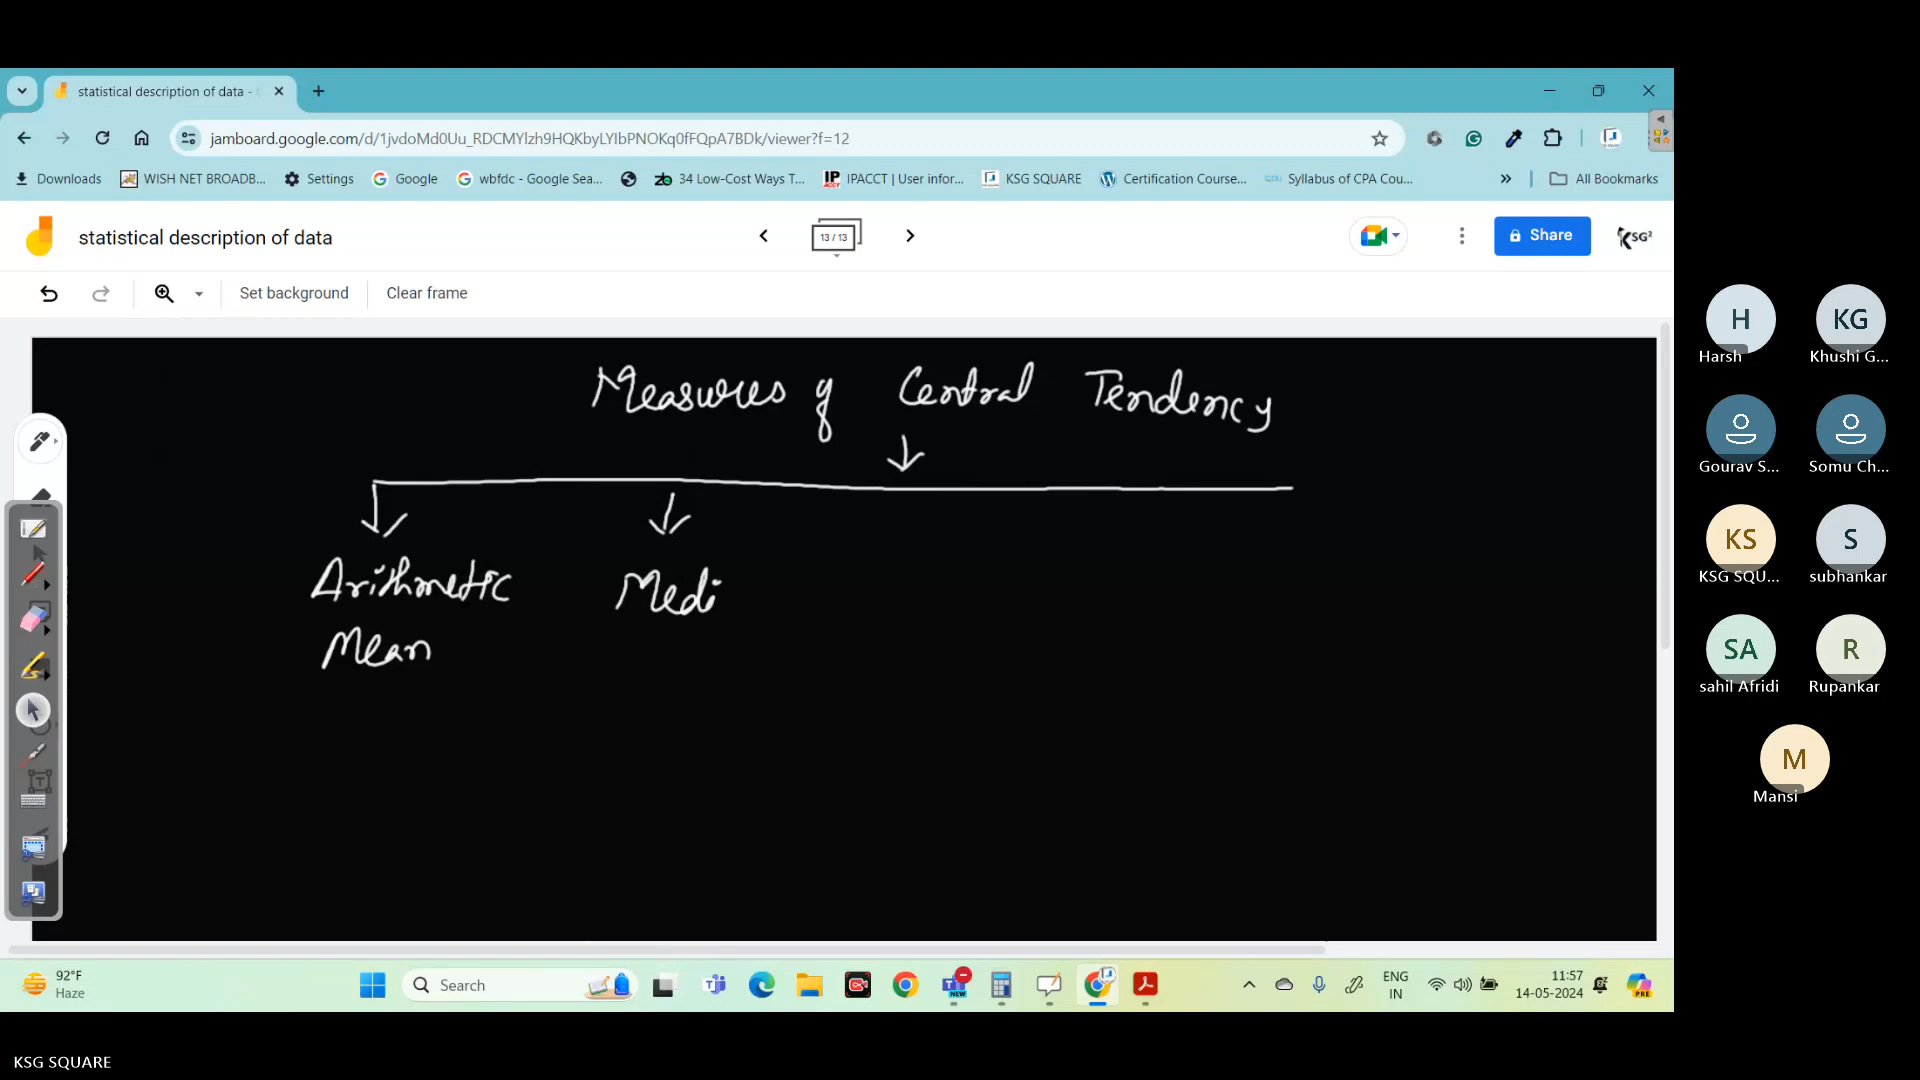 statistical description of data -
jamboard.google.com/d/1jvdoMd0Uu_RDCMYlzh9HQKbyLYIbPNOKq0fFQpA7BDk/viewer?f=12
Downloads WISH NET BROADB... Settings Google wbfdc - Google Sea... 34 Low-Cost Ways T... IPACCT | User infor... KSG SQUARE Certification Course... Syllabus of CPA Cou... » All Bookmarks
statistical description of data 13 / 13 Share KSG²
Set background Clear frame
Measures of Central Tendency
Arithmetic Medi
Mean
H KG
Harsh Khushi G...
Gourav S... Somu Ch...
KS S
KSG SQU... subhankar
SA R
sahil Afridi Rupankar
M
Mansi
92°F
Haze
Search
NEW
ENG
IN
11:57
14-05-2024
PRE
KSG SQUARE